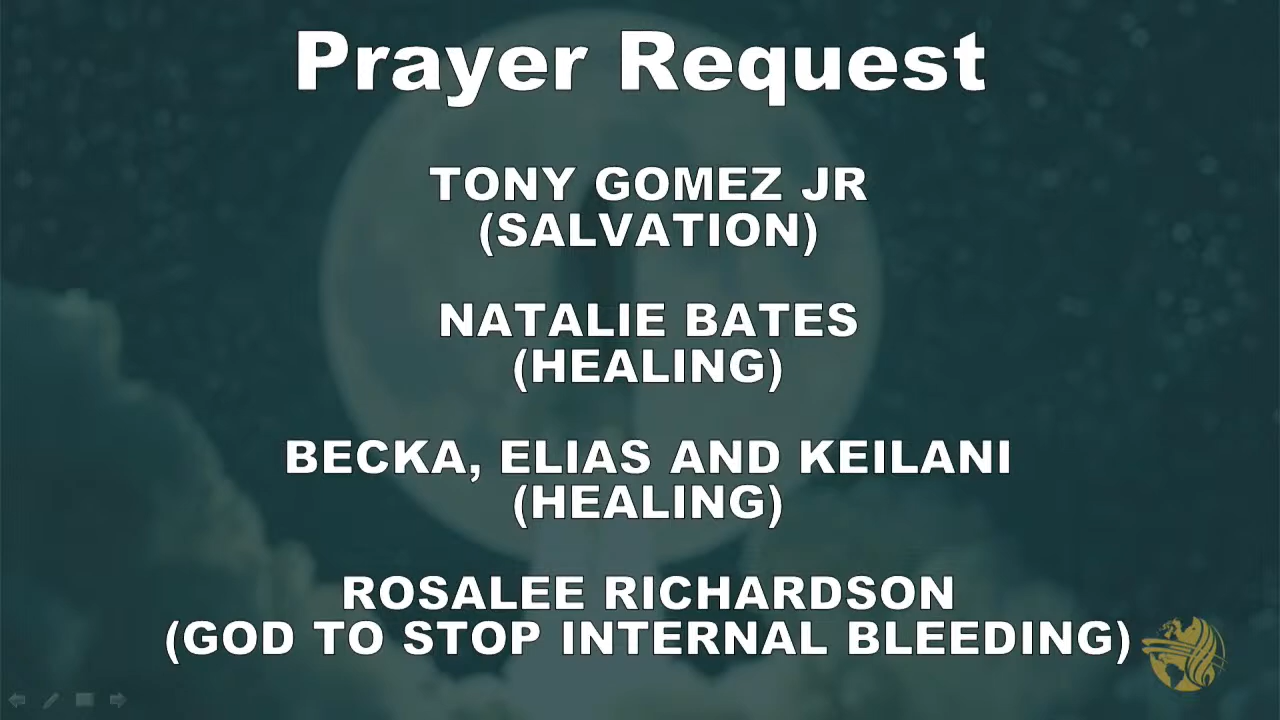 Prayer Request
TONY GOMEZ JR
(SALVATION)
NATALIE BATES
(HEALING)
BECKA, ELIAS AND KEILANI
(HEALING)
ROSALEE RICHARDSON
(GOD TO STOP INTERNAL BLEEDING)